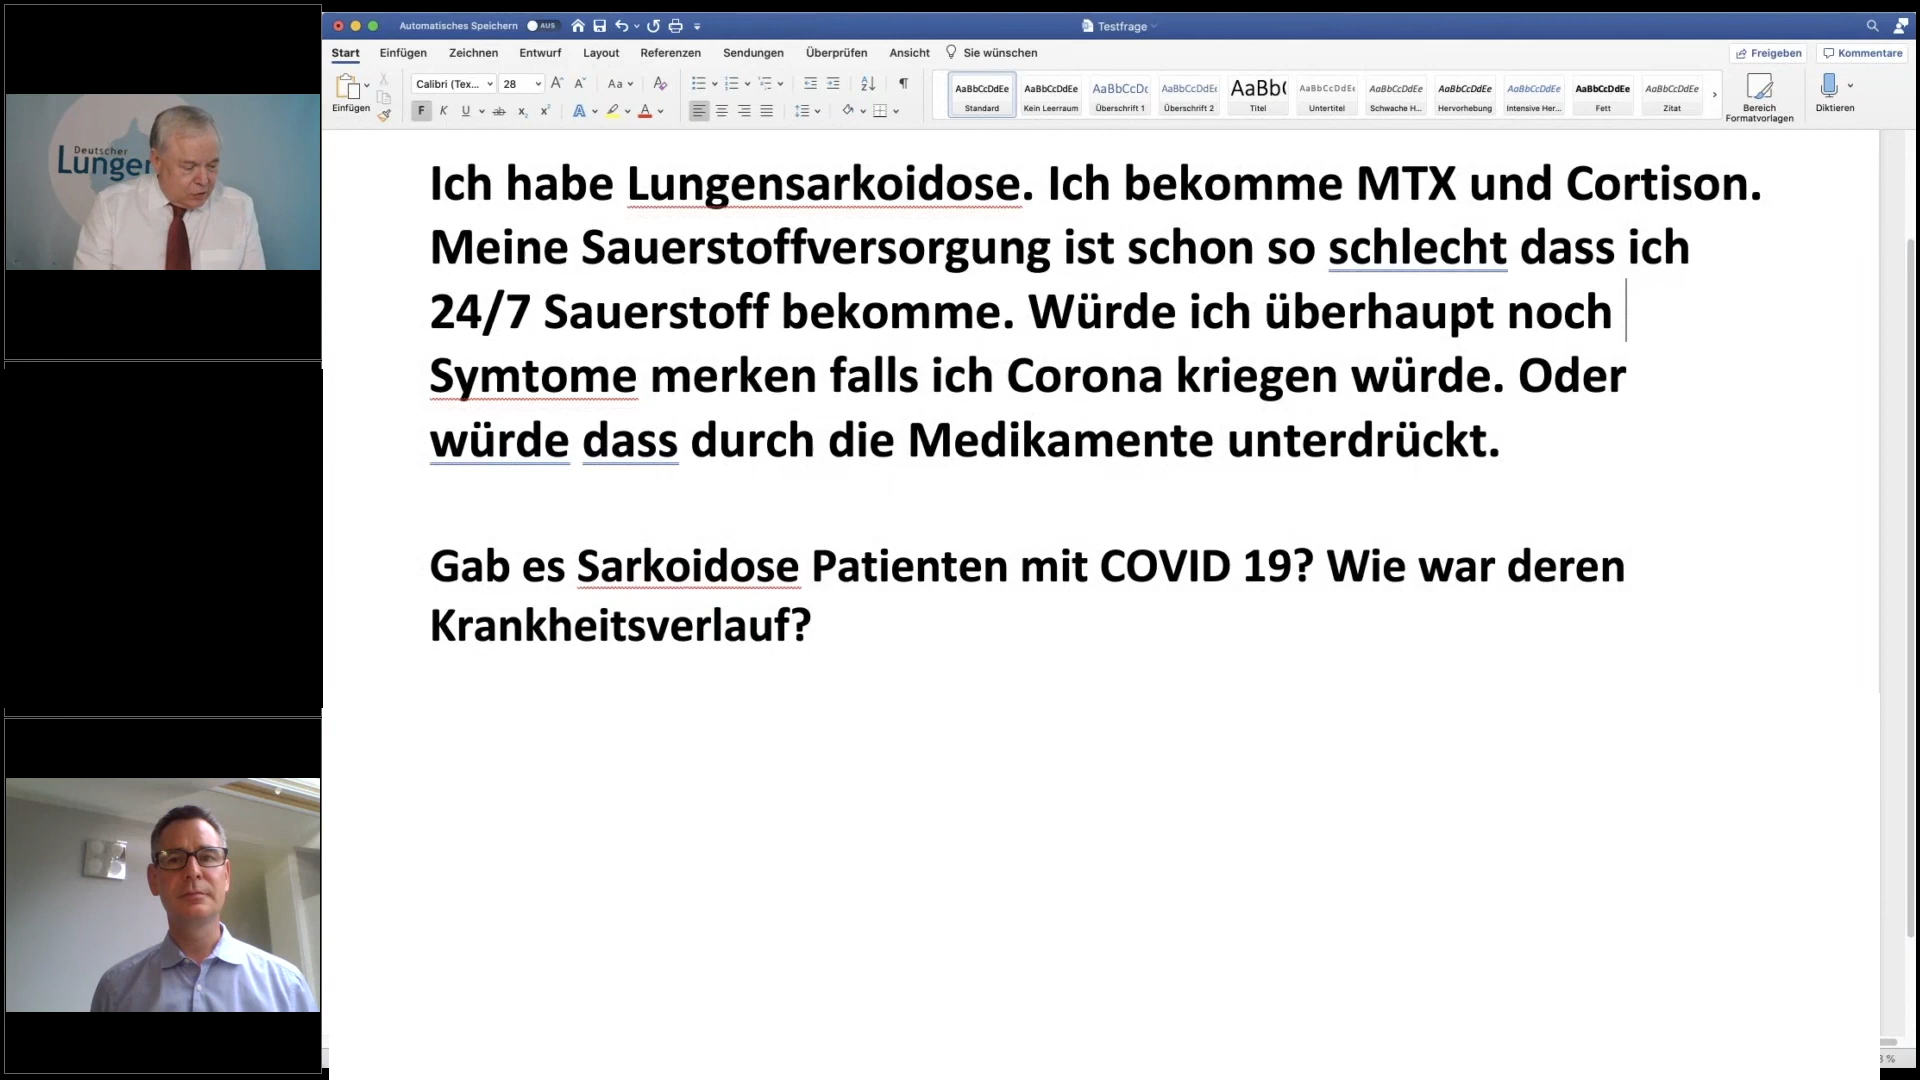 Automatisches Speichern
AUS
Testfrage
Start Einfügen Zeichnen Entwurf Layout Referenzen Sendungen Überprüfen Ansicht Sie wünschen
Freigeben Kommentare
Einfügen
Calibri (Tex... 28
AaBbCcDdEe AaBbCcDdEe AaBbCcDc AaBbCcDdEe AaBb( AaBbCcDdEe AaBbCcDdEe AaBbCcDdEe AaBbCcDdEe AaBbCcDdEe AaBbCcDdEe
Standard Kein Leerraum Überschrift 1 Überschrift 2 Titel Untertitel Schwache H... Hervorhebung Intensive Her... Fett Zitat
Bereich
Formatvorlagen
Diktieren
Deutscher
Lungen
Ich habe Lungensarkoidose. Ich bekomme MTX und Cortison.
Meine Sauerstoffversorgung ist schon so schlecht dass ich
24/7 Sauerstoff bekomme. Würde ich überhaupt noch
Symtome merken falls ich Corona kriegen würde. Oder
würde dass durch die Medikamente unterdrückt.
Gab es Sarkoidose Patienten mit COVID 19? Wie war deren
Krankheitsverlauf?